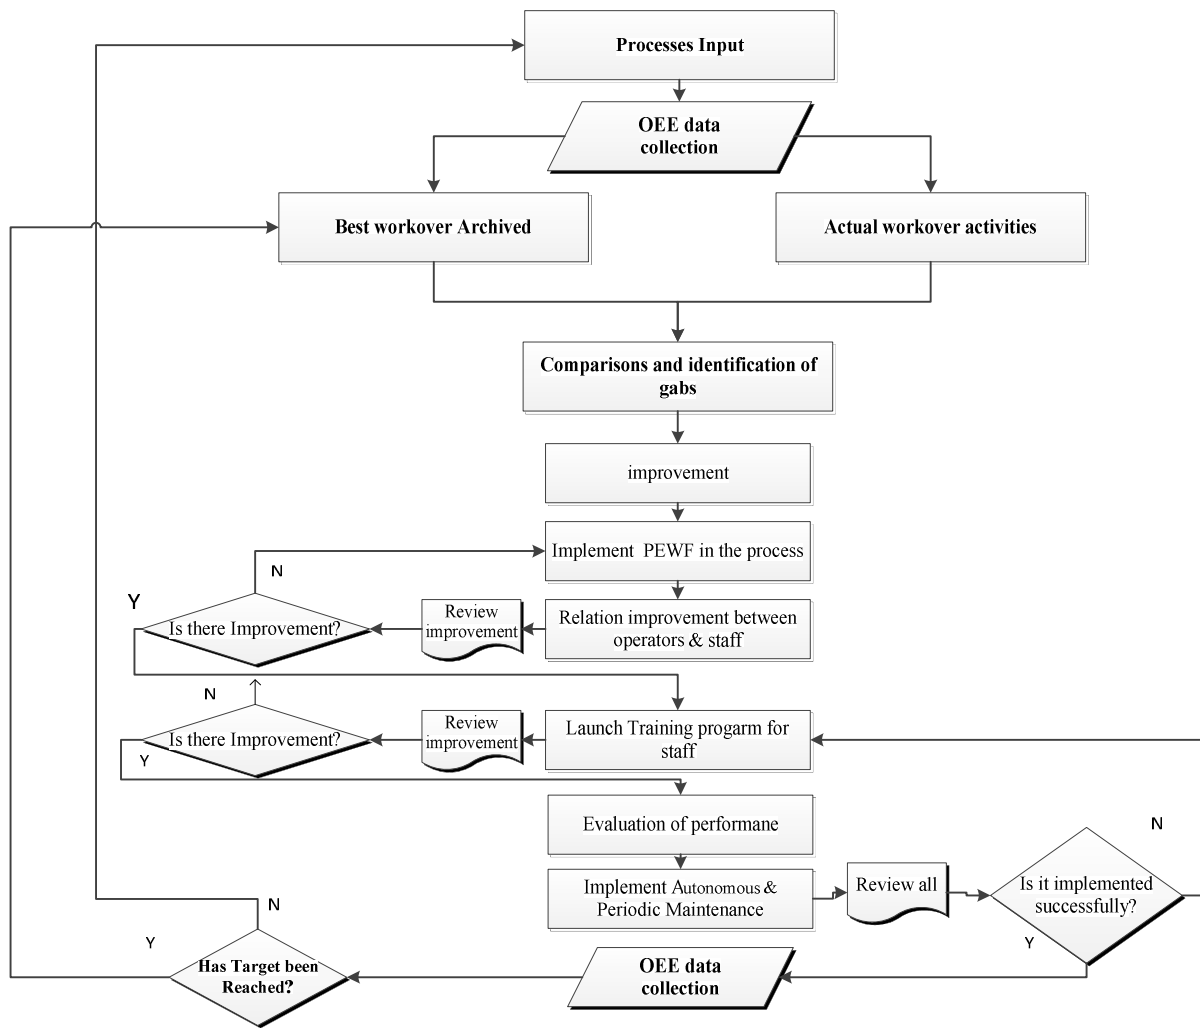 Processes Input
OEE data
collection
Best workover Archived
Actual workover activities
Comparisons and identification of
gabs
improvement
Implement PEWF in the process
N
Y
Is there Improvement?
Review
improvement
Relation improvement between
operators & staff
N
Is there Improvement?
Y
Review
improvement
Launch Training progarm for
staff
Evaluation of performane
N
Implement Autonomous &
Periodic Maintenance
Review all
Is it implemented
successfully?
Y
N
Y
Has Target been
Reached?
OEE data
collection